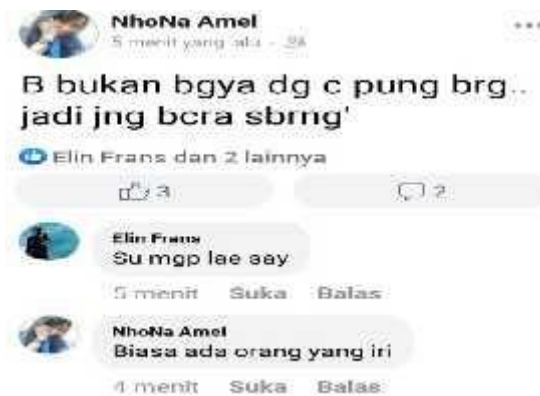 NhoNa Amel
5 menit yang lalu
B bukan bgya dg c pung brg..
jadi jng bcra sbrng'
Elin Frans dan 2 lainnya
3
2
Elin Frans
Su mgp lae say
5 menit Suka Balas
NhoNa Amel
Biasa ada orang yang iri
4 menit Suka Balas